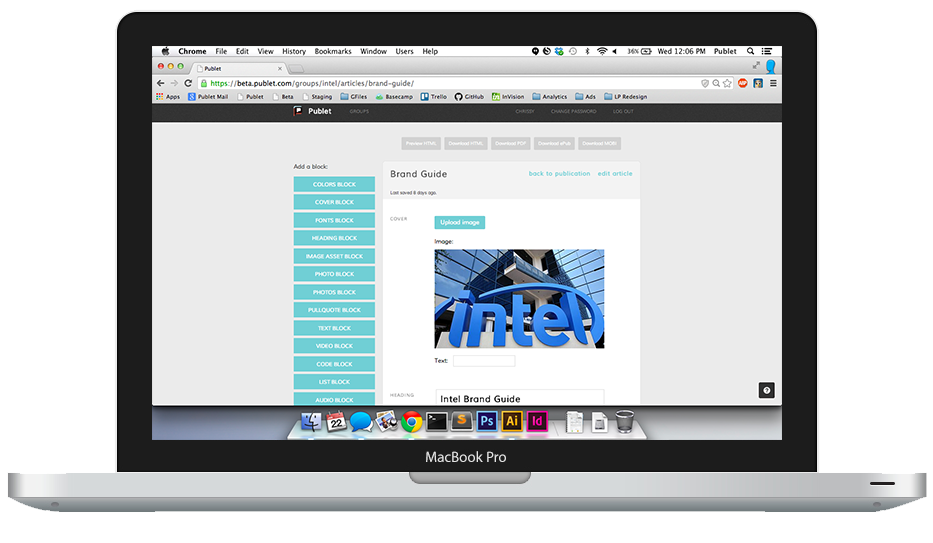 Chrome File Edit View History Bookmarks Window Users Help 36% Wed 12:06 PM Publet
Publet
https://beta.publet.com/groups/intel/articles/brand-guide/
Apps Publet Mail Publet Beta Staging GFiles Basecamp Trello GitHub InVision Analytics Ads LP Redesign
Publet GROUPS CHRISSY CHANGE PASSWORD LOG OUT
Preview HTML Download HTML Download PDF Download ePub Download MOBI
Add a block:
COLORS BLOCK
COVER BLOCK
FONTS BLOCK
HEADING BLOCK
IMAGE ASSET BLOCK
PHOTO BLOCK
PHOTOS BLOCK
PULLQUOTE BLOCK
TEXT BLOCK
VIDEO BLOCK
CODE BLOCK
LIST BLOCK
AUDIO BLOCK
Brand Guide back to publication edit article
Last saved 8 days ago.
COVER
Upload image
Image:
intel
Text:
HEADING
Intel Brand Guide
?
22 S Ps Ai Id
MacBook Pro